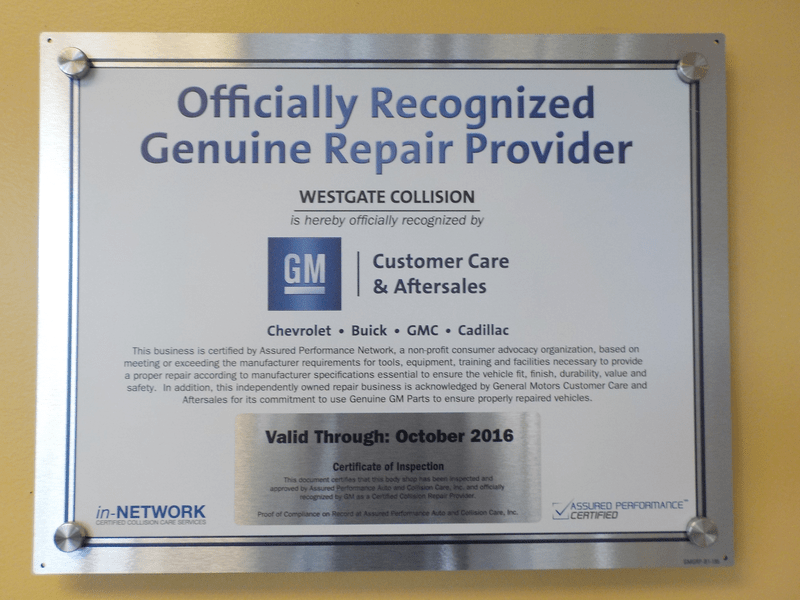 Officially Recognized
Genuine Repair Provider
WESTGATE COLLISION
is hereby officially recognized by
GM
Customer Care
& Aftersales
Chevrolet • Buick • GMC • Cadillac
This business is certified by Assured Performance Network, a non-profit consumer advocacy organization, based on
meeting or exceeding the manufacturer requirements for tools, equipment, training and facilities necessary to provide
a proper repair according to manufacturer specifications essential to ensure the vehicle fit, finish, durability, value and
safety. In addition, this independently owned repair business is acknowledged by General Motors Customer Care and
Aftersales for its commitment to use Genuine GM Parts to ensure properly repaired vehicles.
Valid Through: October 2016
Certificate of Inspection
This document certifies that this body shop has been inspected and
approved by Assured Performance Auto and Collision Care, Inc. and officially
recognized by GM as a Certified Collision Repair Provider.
Proof of Compliance on Record at Assured Performance Auto and Collision Care, Inc.
in-NETWORK
CERTIFIED COLLISION CARE SERVICES
ASSURED PERFORMANCE™
CERTIFIED